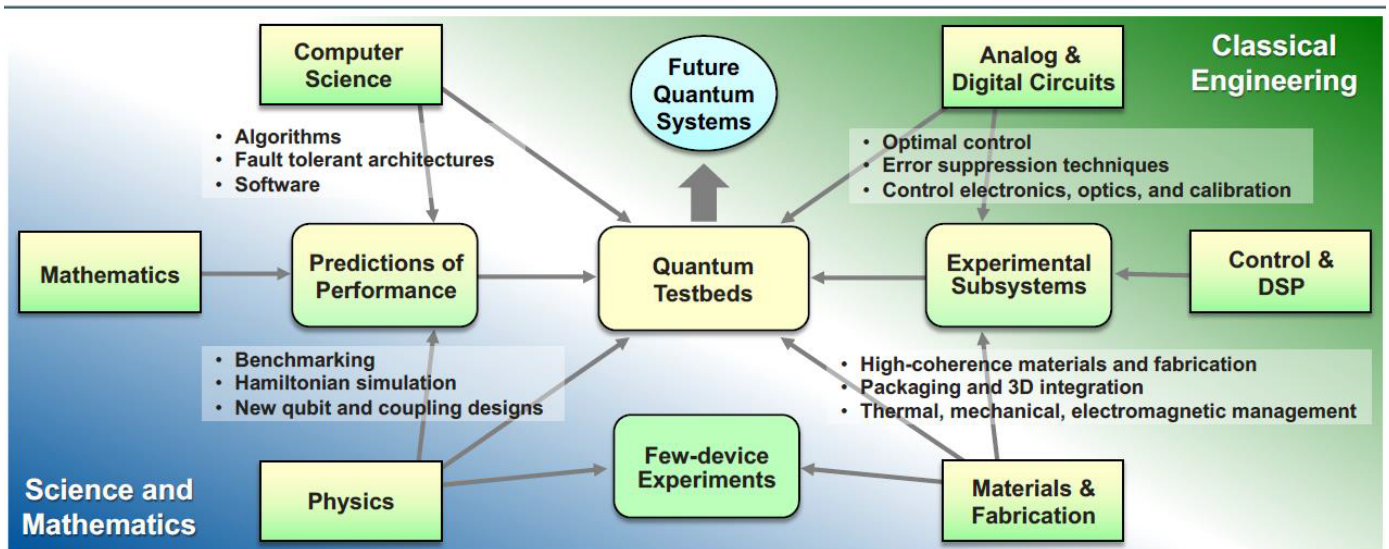 Computer
Science
Future
Quantum
Systems
Analog &
Digital Circuits
Classical
Engineering
• Algorithms
• Fault tolerant architectures
• Software
• Optimal control
• Error suppression techniques
• Control electronics, optics, and calibration
Mathematics
Predictions of
Performance
Quantum
Testbeds
Experimental
Subsystems
Control &
DSP
• Benchmarking
• Hamiltonian simulation
• New qubit and coupling designs
• High-coherence materials and fabrication
• Packaging and 3D integration
• Thermal, mechanical, electromagnetic management
Science and
Mathematics
Physics
Few-device
Experiments
Materials &
Fabrication